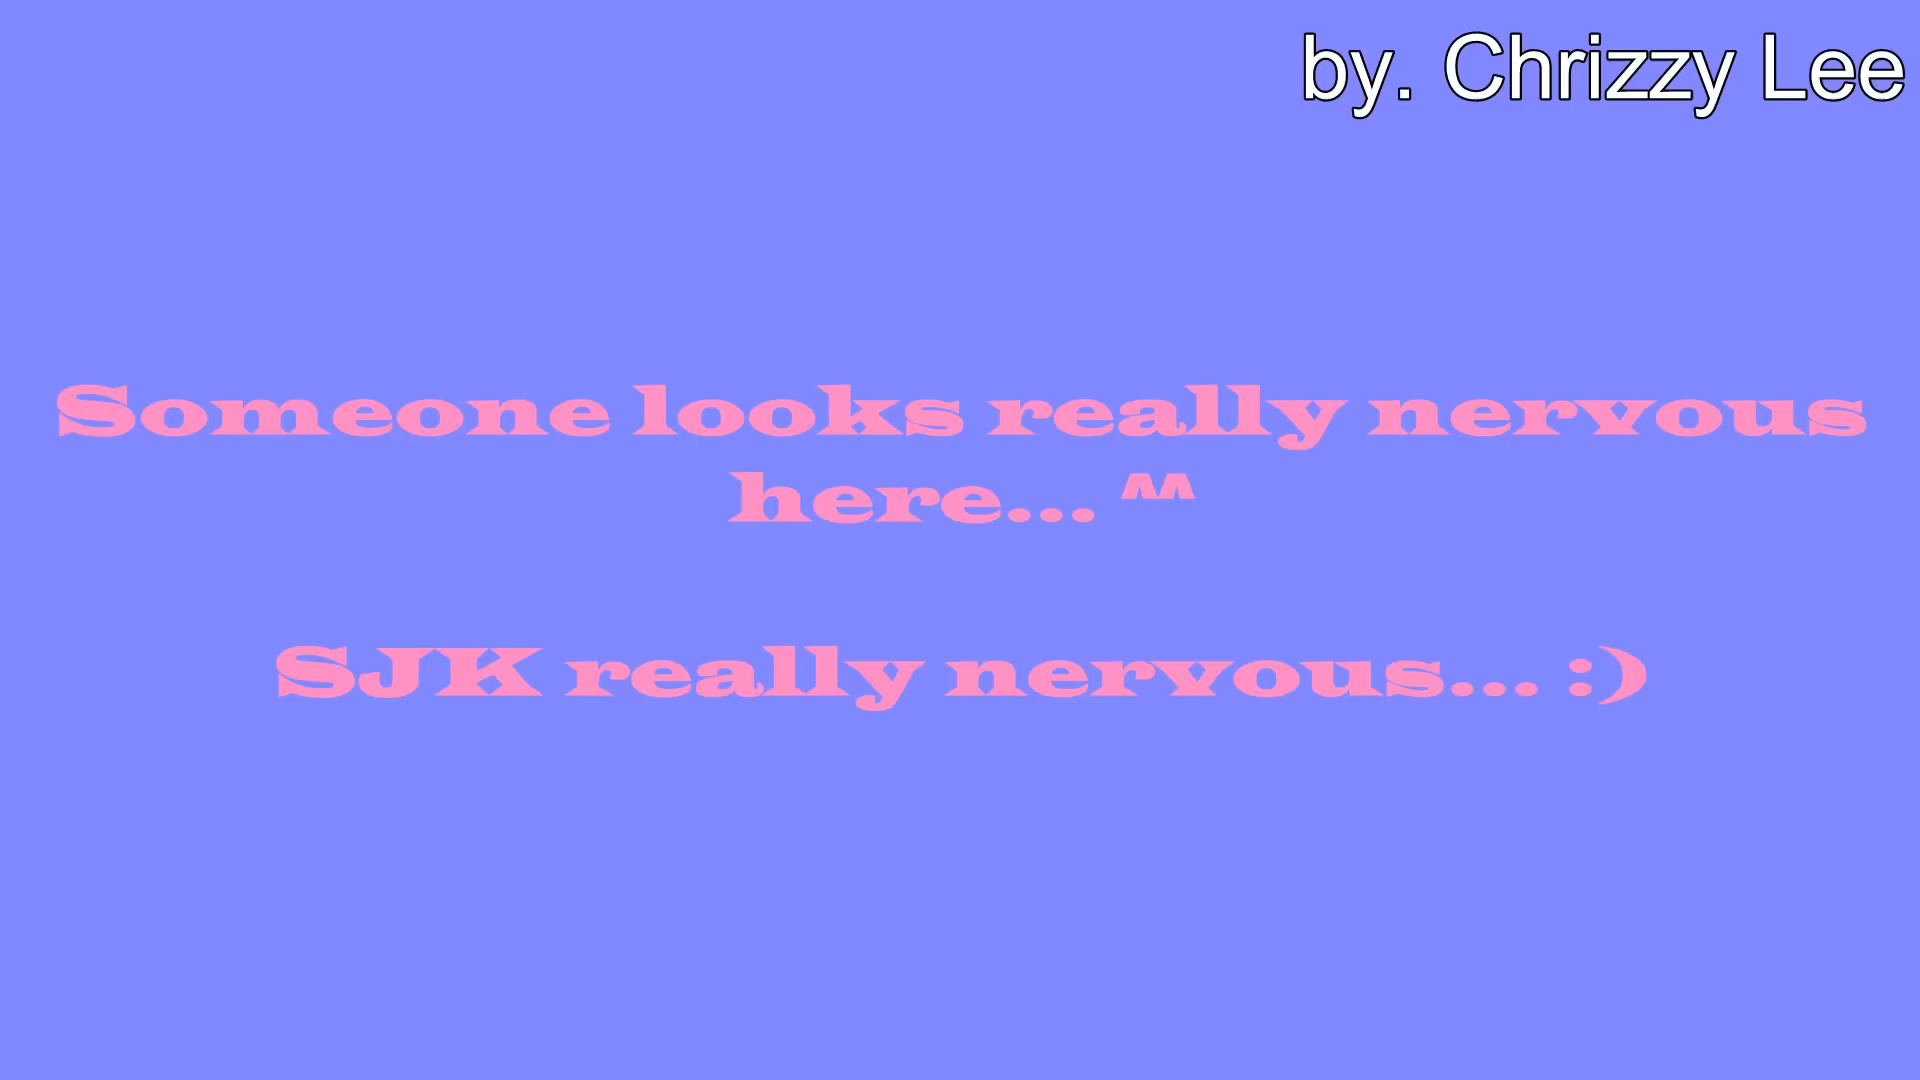 by. Chrizzy Lee
Someone looks really nervous
here... ^^
SJK really nervous... :)